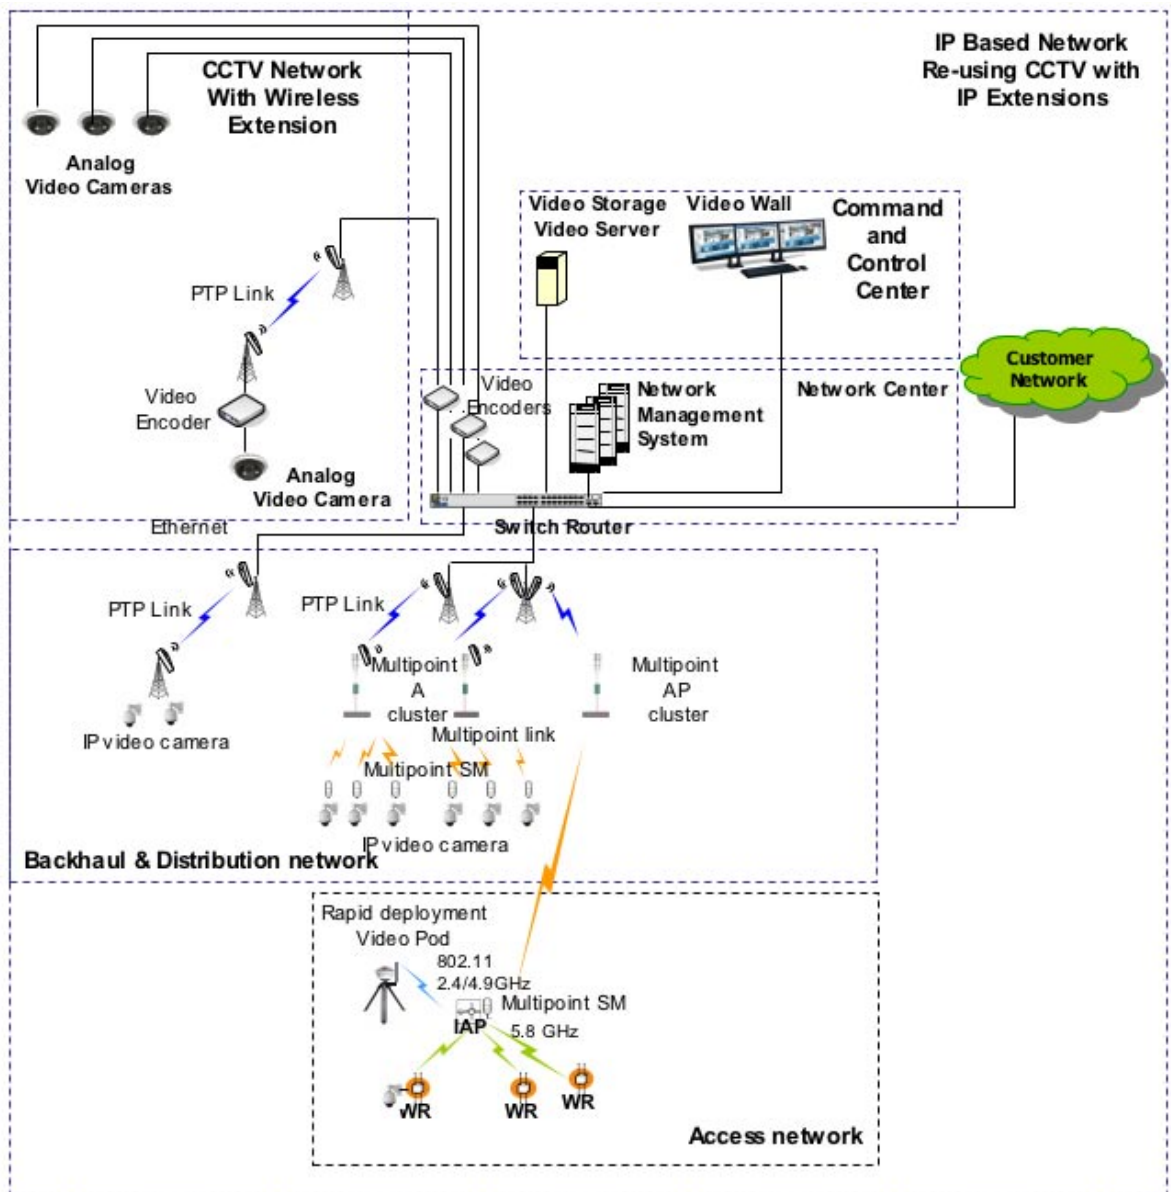 CCTV Network
With Wireless
Extension
IP Based Network
Re-using CCTV with
IP Extensions
Analog
Video Cameras
Video Storage
Video Server
Video Wall
Command
and
Control
Center
PTP Link
Video
Encoder
Analog
Video Camera
Video
Encoders
Network
Management
System
Network Center
Customer
Network
Switch Router
Ethernet
PTP Link
PTP Link
Multipoint
A
cluster
Multipoint
AP
cluster
IP video camera
Multipoint link
Multipoint SM
IP video camera
Backhaul & Distribution network
Rapid deployment
Video Pod
802.11
2.4/4.9GHz
Multipoint SM
IAP
5.8 GHz
WR
WR
WR
Access network